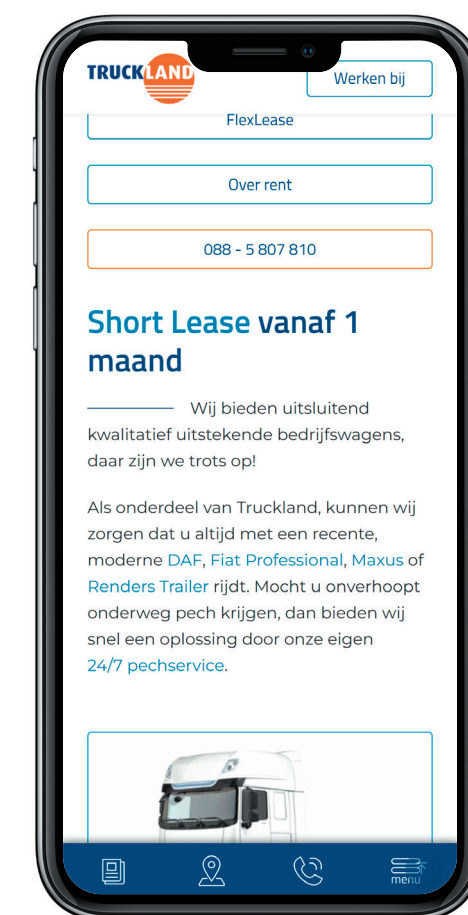 TRUCKLAND
Werken bij
FlexLease
Over rent
088 - 5 807 810
Short Lease vanaf 1
maand
Wij bieden uitsluitend
kwalitatief uitstekende bedrijfswagens,
daar zijn we trots op!
Als onderdeel van Truckland, kunnen wij
zorgen dat u altijd met een recente,
moderne DAF, Fiat Professional, Maxus of
Renders Trailer rijdt. Mocht u onverhoopt
onderweg pech krijgen, dan bieden wij
snel een oplossing door onze eigen
24/7 pechservice.
menu